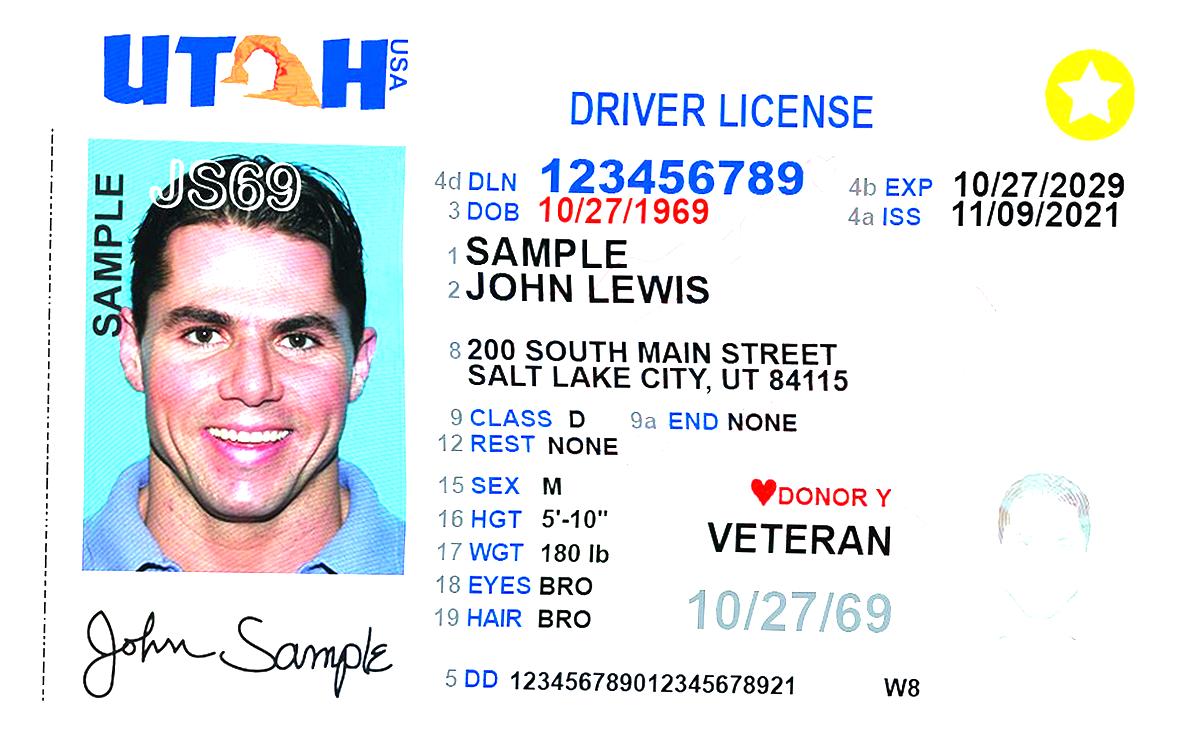 UTAH USA
DRIVER LICENSE
SAMPLE
JS69
4d DLN 123456789
4b EXP 10/27/2029
3 DOB 10/27/1969
4a ISS 11/09/2021
1 SAMPLE
2 JOHN LEWIS
8 200 SOUTH MAIN STREET
SALT LAKE CITY, UT 84115
9 CLASS D 9a END NONE
12 REST NONE
15 SEX M
DONOR Y
16 HGT 5'-10"
VETERAN
17 WGT 180 lb
18 EYES BRO
10/27/69
19 HAIR BRO
John Sample
5 DD 123456789012345678921
W8